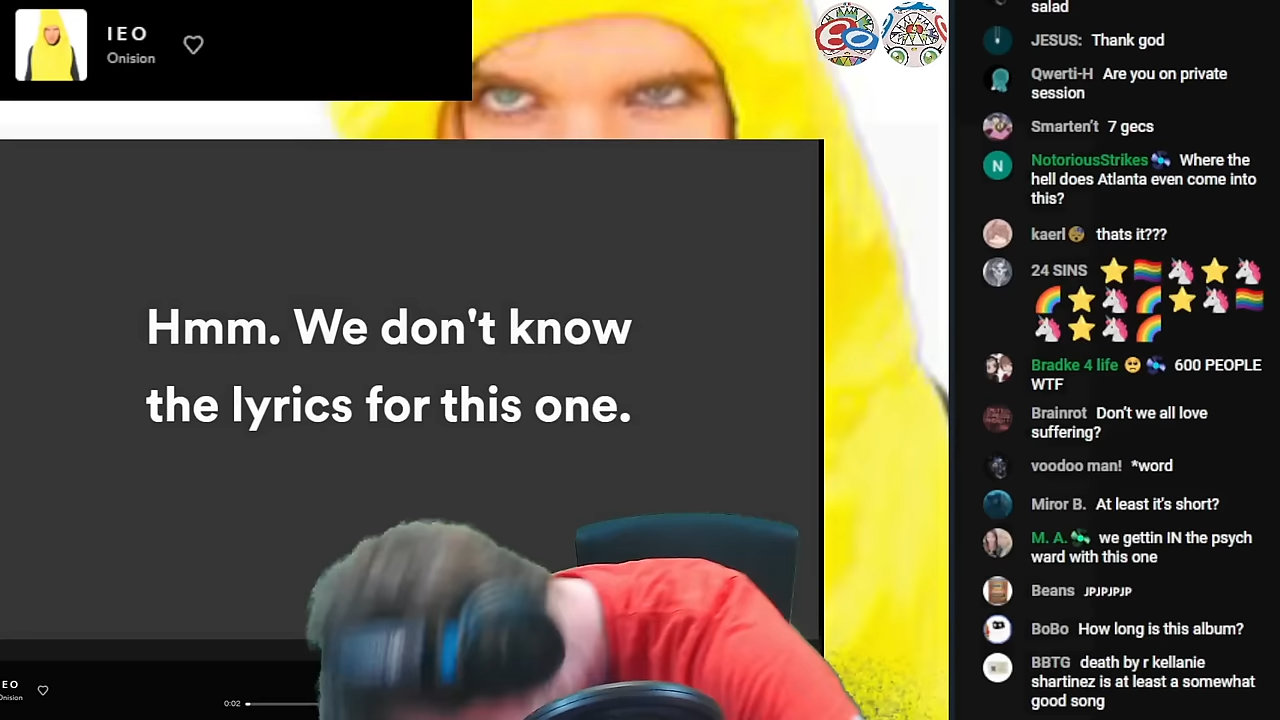 IEO
Onision
Hmm. We don't know
the lyrics for this one.
EO
Onision
0:02
salad
JESUS: Thank god
Qwerti-H Are you on private
session
Smarten't 7 gecs
N
NotoriousStrikes Where the
hell does Atlanta even come into
this?
kaerl thats it???
24 SINS ⭐🏳️‍🌈🦄⭐🦄
🌈⭐🦄🌈⭐🦄🏳️‍🌈
🦄⭐🦄🌈
Bradke 4 life 🥺 600 PEOPLE
WTF
Brainrot Don't we all love
suffering?
voodoo man! *word
Miror B. At least it's short?
M. A. we gettin IN the psych
ward with this one
Beans JPJPJPJP
BoBo How long is this album?
BBTG death by r kellanie
shartinez is at least a somewhat
good song